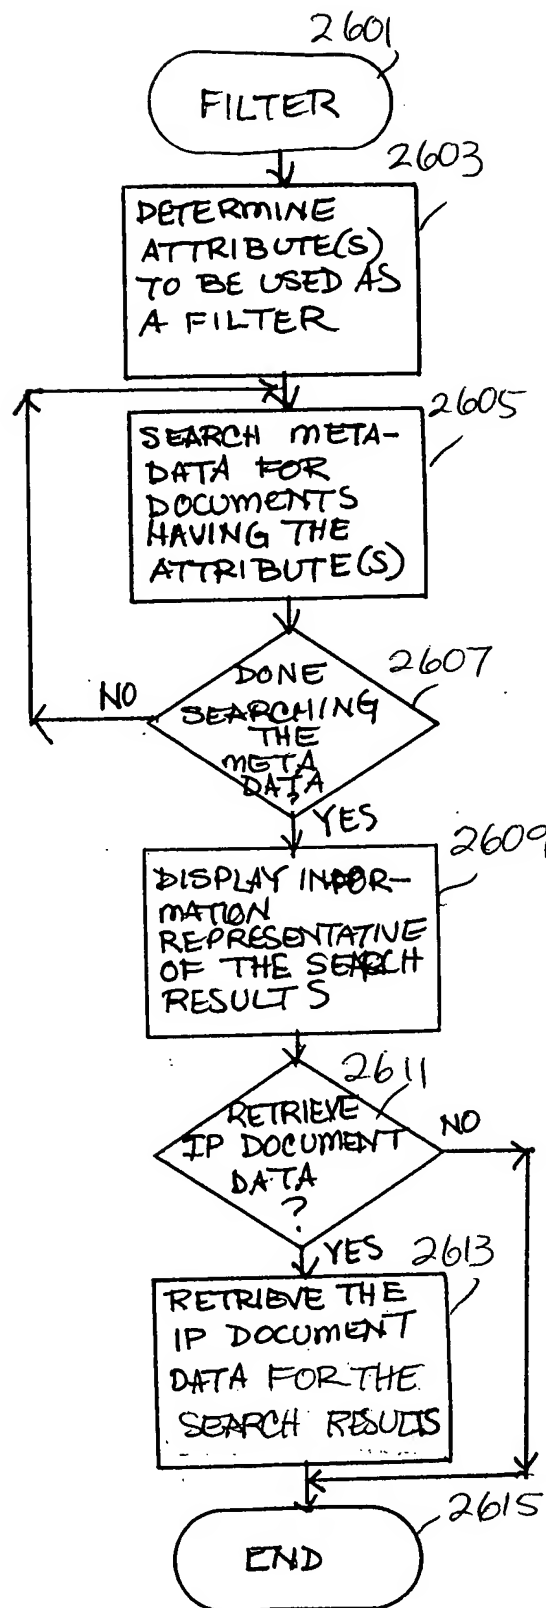 2601
FILTER
2603
DETERMINE
ATTRIBUTE(S)
TO BE USED AS
A FILTER
2605
SEARCH META-
DATA FOR
DOCUMENTS
HAVING THE
ATTRIBUTE(S)
2607
DONE
SEARCHING
THE
META
DATA
?
NO
YES
2609
DISPLAY INFOR-
MATION
REPRESENTATIVE
OF THE SEARCH
RESULTS
2611
RETRIEVE
IP DOCUMENT
DATA
?
NO
YES
2613
RETRIEVE THE
IP DOCUMENT
DATA FOR THE
SEARCH RESULTS
2615
END